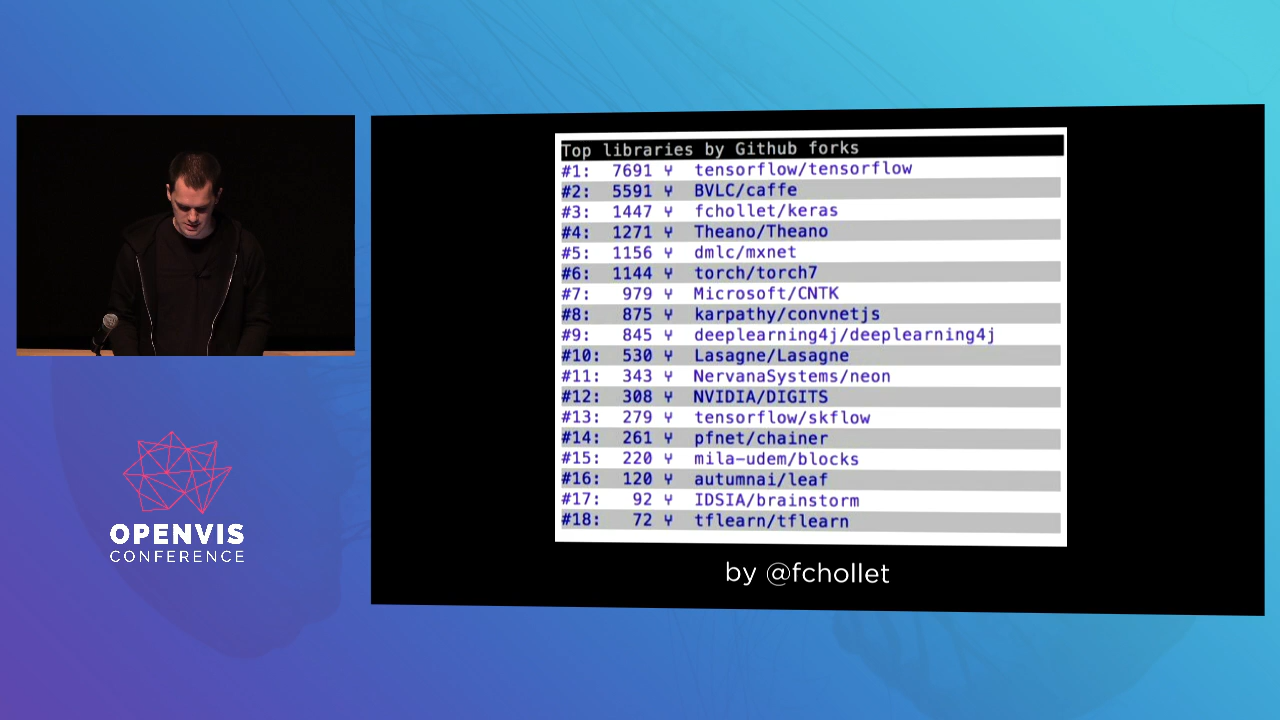 Top libraries by Github forks
#1: 7691 tensorflow/tensorflow
#2: 5591 BVLC/caffe
#3: 1447 fchollet/keras
#4: 1271 Theano/Theano
#5: 1156 dmlc/mxnet
#6: 1144 torch/torch7
#7: 979 Microsoft/CNTK
#8: 875 karpathy/convnetjs
#9: 845 deeplearning4j/deeplearning4j
#10: 530 Lasagne/Lasagne
#11: 343 NervanaSystems/neon
#12: 308 NVIDIA/DIGITS
#13: 279 tensorflow/skflow
#14: 261 pfnet/chainer
#15: 220 mila-udem/blocks
#16: 120 autumnai/leaf
#17: 92 IDSIA/brainstorm
#18: 72 tflearn/tflearn
by @fchollet
OPENVIS
CONFERENCE